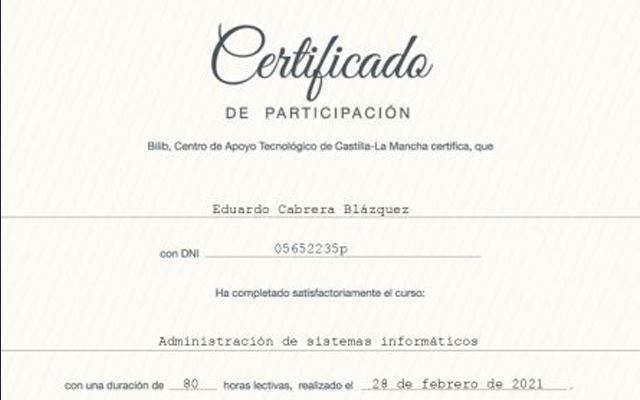 Certificado
DE PARTICIPACIÓN
Bilib, Centro de Apoyo Tecnológico de Castilla-La Mancha certifica, que
Eduardo Cabrera Blázquez
con DNI 05652235p
Ha completado satisfactoriamente el curso:
Administración de sistemas informáticos
con una duración de 80 horas lectivas, realizado el 28 de febrero de 2021.